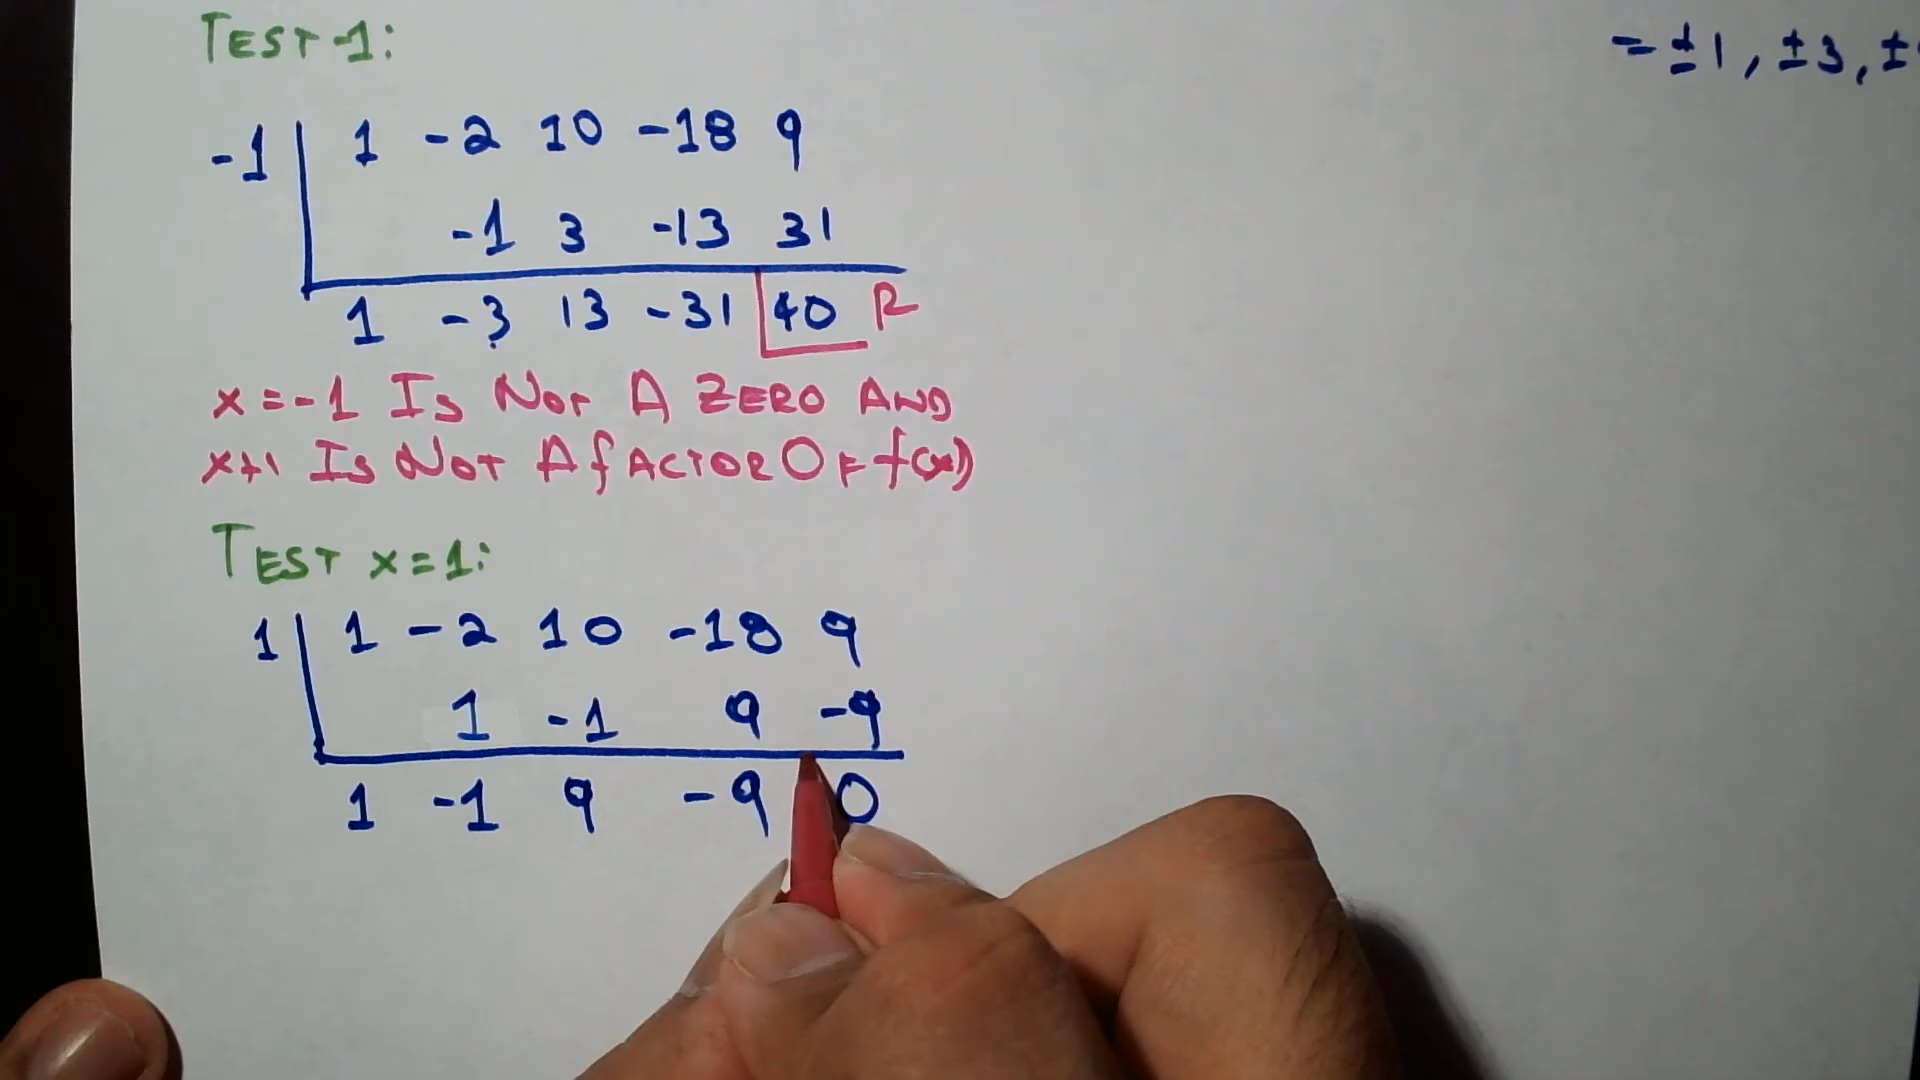 TEST -1:
= ±1, ±3, ±
-1 | 1 -2 10 -18 9
-1 3 -13 31
1 -3 13 -31 40 R
x=-1 Is Not A ZERO AND
x+1 Is Not A fACTOR OF f(x)
TEST x=1:
1 | 1 -2 10 -18 9
1 -1 9 -9
1 -1 9 -9 0